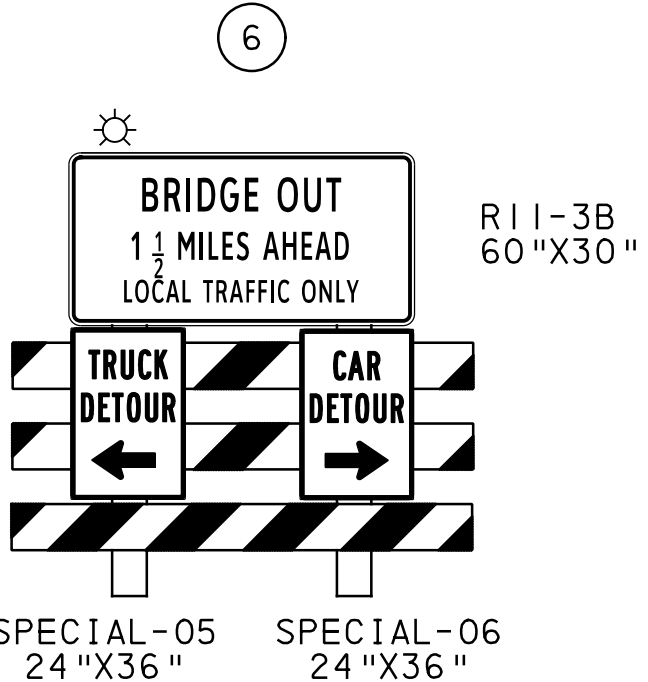 6
BRIDGE OUT
1 1/2 MILES AHEAD
LOCAL TRAFFIC ONLY
R11-3B
60"X30"
TRUCK
DETOUR
CAR
DETOUR
SPECIAL-05
24"X36"
SPECIAL-06
24"X36"